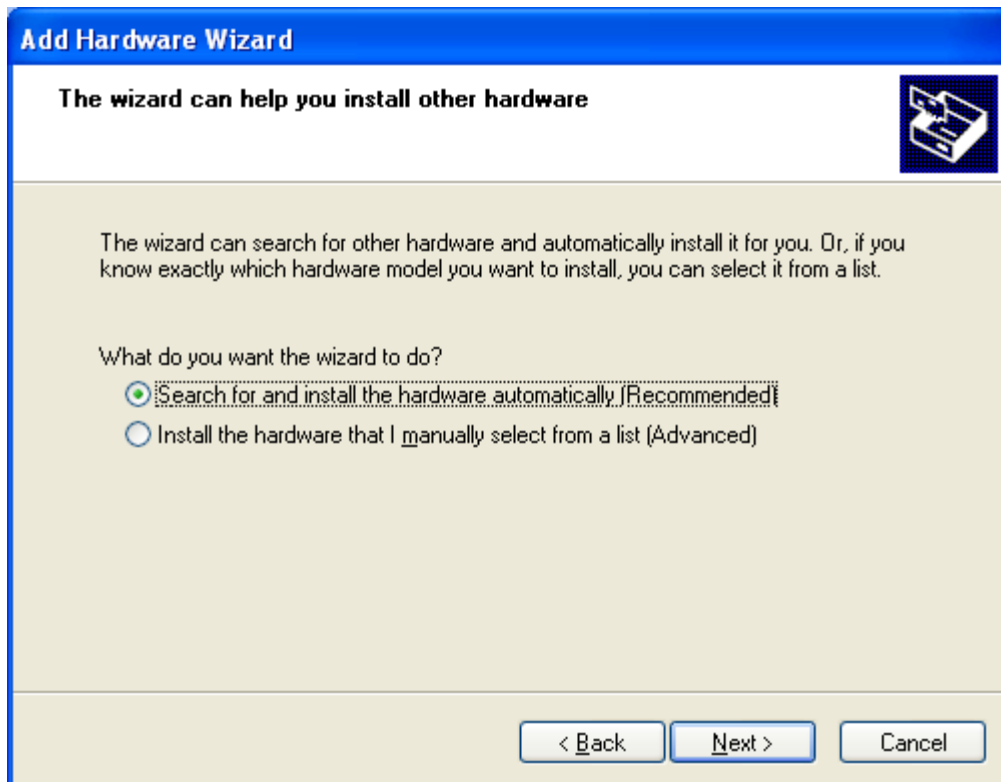 Add Hardware Wizard
The wizard can help you install other hardware
The wizard can search for other hardware and automatically install it for you. Or, if you
know exactly which hardware model you want to install, you can select it from a list.
What do you want the wizard to do?
Search for and install the hardware automatically (Recommended)
Install the hardware that I manually select from a list (Advanced)
< Back Next > Cancel